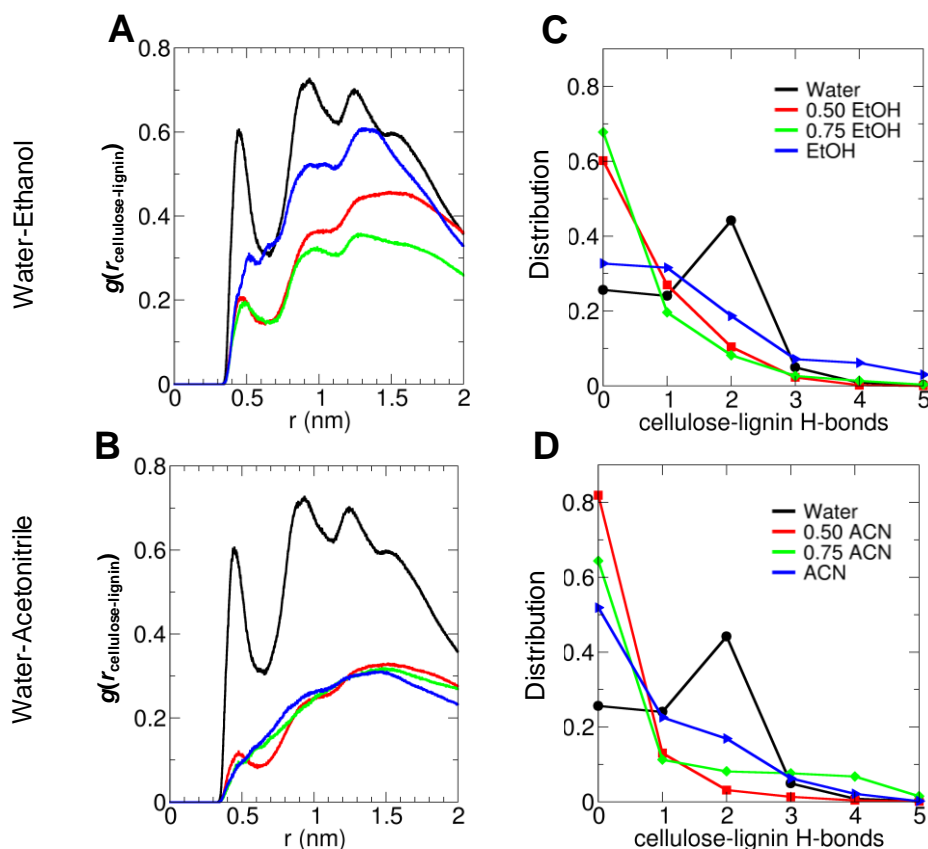 Water-Ethanol
A
0.8
0.6
0.4
0.2
0
g(rcellulose-lignin)
0 0.5 1 1.5 2
r (nm)
C
0.8
0.6
0.4
0.2
0
Distribution
Water
0.50 EtOH
0.75 EtOH
EtOH
0 1 2 3 4 5
cellulose-lignin H-bonds
Water-Acetonitrile
B
0.8
0.6
0.4
0.2
0
g(rcellulose-lignin)
0 0.5 1 1.5 2
r (nm)
D
0.8
0.6
0.4
0.2
0
Distribution
Water
0.50 ACN
0.75 ACN
ACN
0 1 2 3 4 5
cellulose-lignin H-bonds